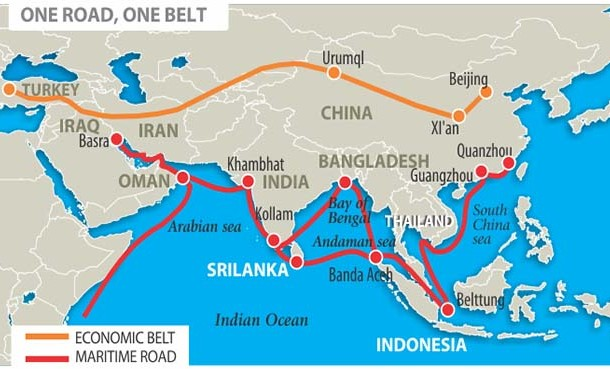 ONE ROAD, ONE BELT
Urumql
Beijing
TURKEY
CHINA
XI'an
IRAQ
IRAN
Basra
Quanzhou
Khambhat
BANGLADESH
Guangzhou
OMAN
INDIA
Kollam
Bay of
Bengal
THAILAND
South
China
sea
Arabian sea
Andaman sea
SRILANKA
Banda Aceh
Belttung
Indian Ocean
INDONESIA
ECONOMIC BELT
MARITIME ROAD